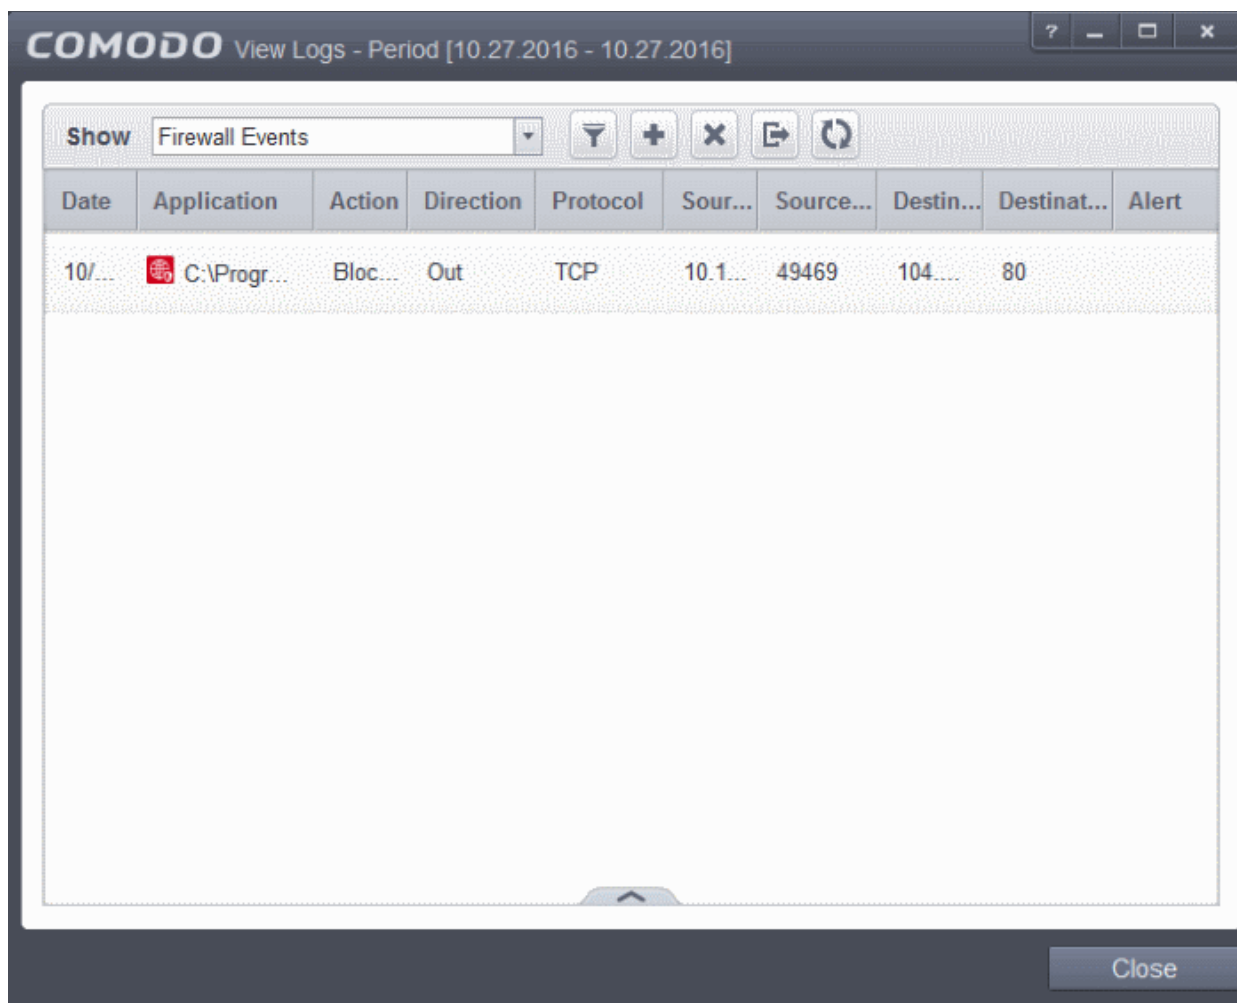 COMODO View Logs - Period [10.27.2016 - 10.27.2016] ?
Show Firewall Events
Date Application Action Direction Protocol Sour... Source... Destin... Destinat... Alert
10/... C:\Progr... Bloc... Out TCP 10.1... 49469 104.... 80
Close